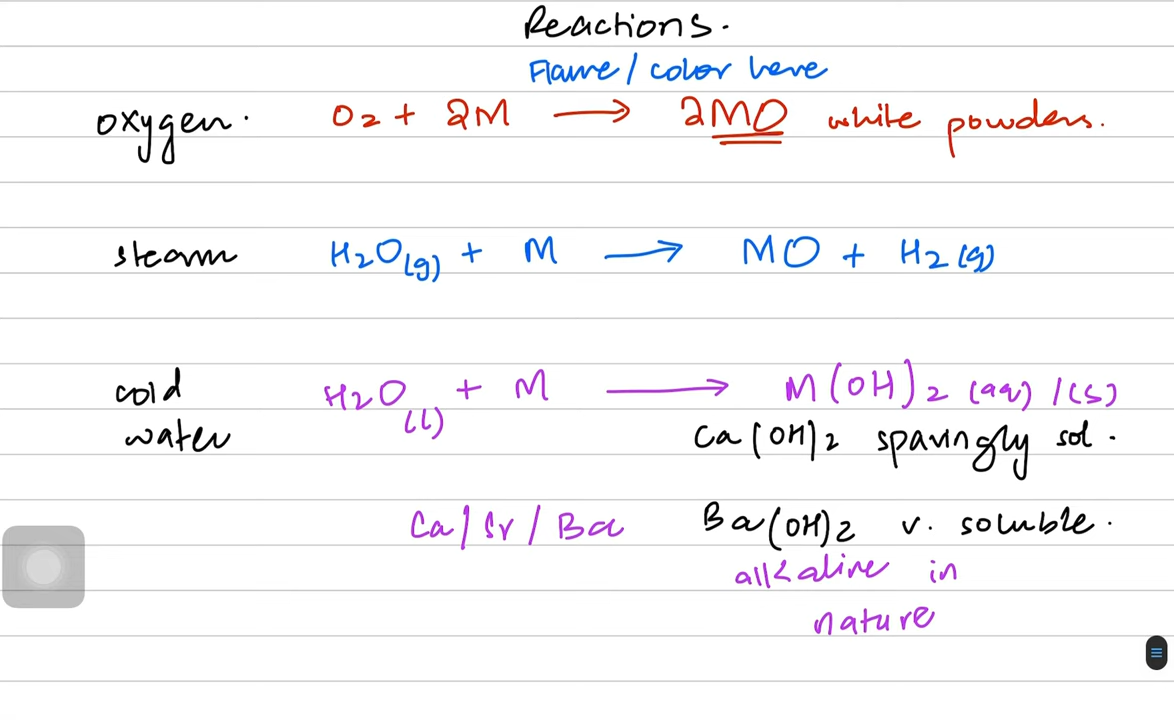 Reactions.
Flame / color here
oxygen. O2 + 2M → 2MO white powders.
steam H2O(g) + M → MO + H2(g)
cold H2O(l) + M → M(OH)2 (aq) / (s)
water Ca(OH)2 sparingly sol.
Ca / Sr / Ba Ba(OH)2 v. soluble.
alkaline in
nature